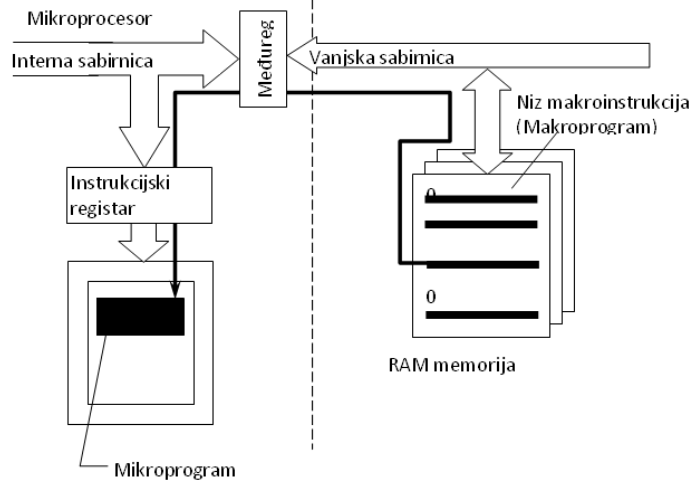 Mikroprocesor
Interna sabirnica
Međureg
Vanjska sabirnica
Niz makroinstrukcija
(Makroprogram)
Instrukcijski
registar
0
0
RAM memorija
Mikroprogram